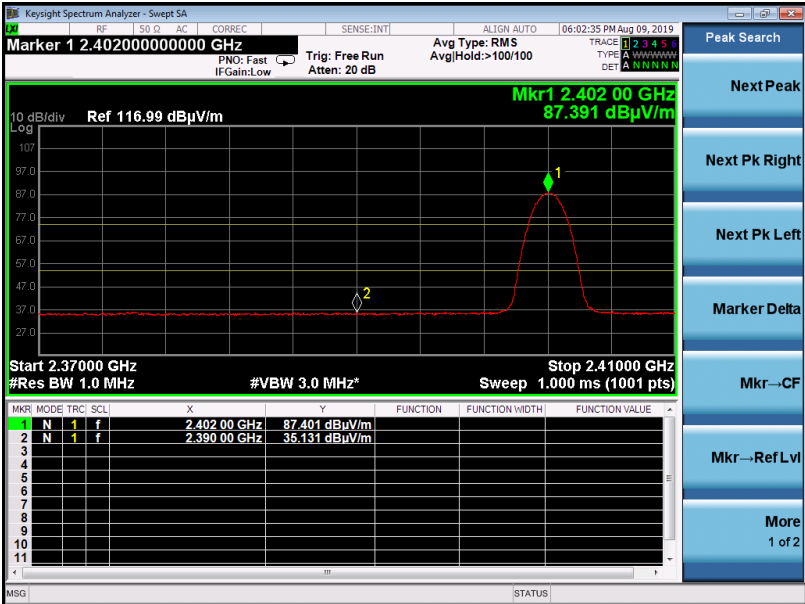 Keysight Spectrum Analyzer - Swept SA
LXI RF 50 Ω AC CORREC SENSE:INT ALIGN AUTO 06:02:35 PM Aug 09, 2019
Marker 1 2.402000000000 GHz
PNO: Fast
IFGain:Low
Trig: Free Run
Atten: 20 dB
Avg Type: RMS
Avg|Hold:>100/100
TRACE 1 2 3 4 5 6
TYPE A WWWWW
DET A N N N N N
Peak Search
Mkr1 2.402 00 GHz
87.391 dBµV/m
10 dB/div Ref 116.99 dBµV/m
Log
107
97.0
87.0
77.0
67.0
57.0
47.0
37.0
27.0
1
2
Start 2.37000 GHz Stop 2.41000 GHz
#Res BW 1.0 MHz #VBW 3.0 MHz* Sweep 1.000 ms (1001 pts)
MKR MODE TRC SCL X Y FUNCTION FUNCTION WIDTH FUNCTION VALUE
1 N 1 f 2.402 00 GHz 87.401 dBµV/m
2 N 1 f 2.390 00 GHz 35.131 dBµV/m
3
4
5
6
7
8
9
10
11
MSG STATUS
Next Peak
Next Pk Right
Next Pk Left
Marker Delta
Mkr→CF
Mkr→Ref Lvl
More
1 of 2